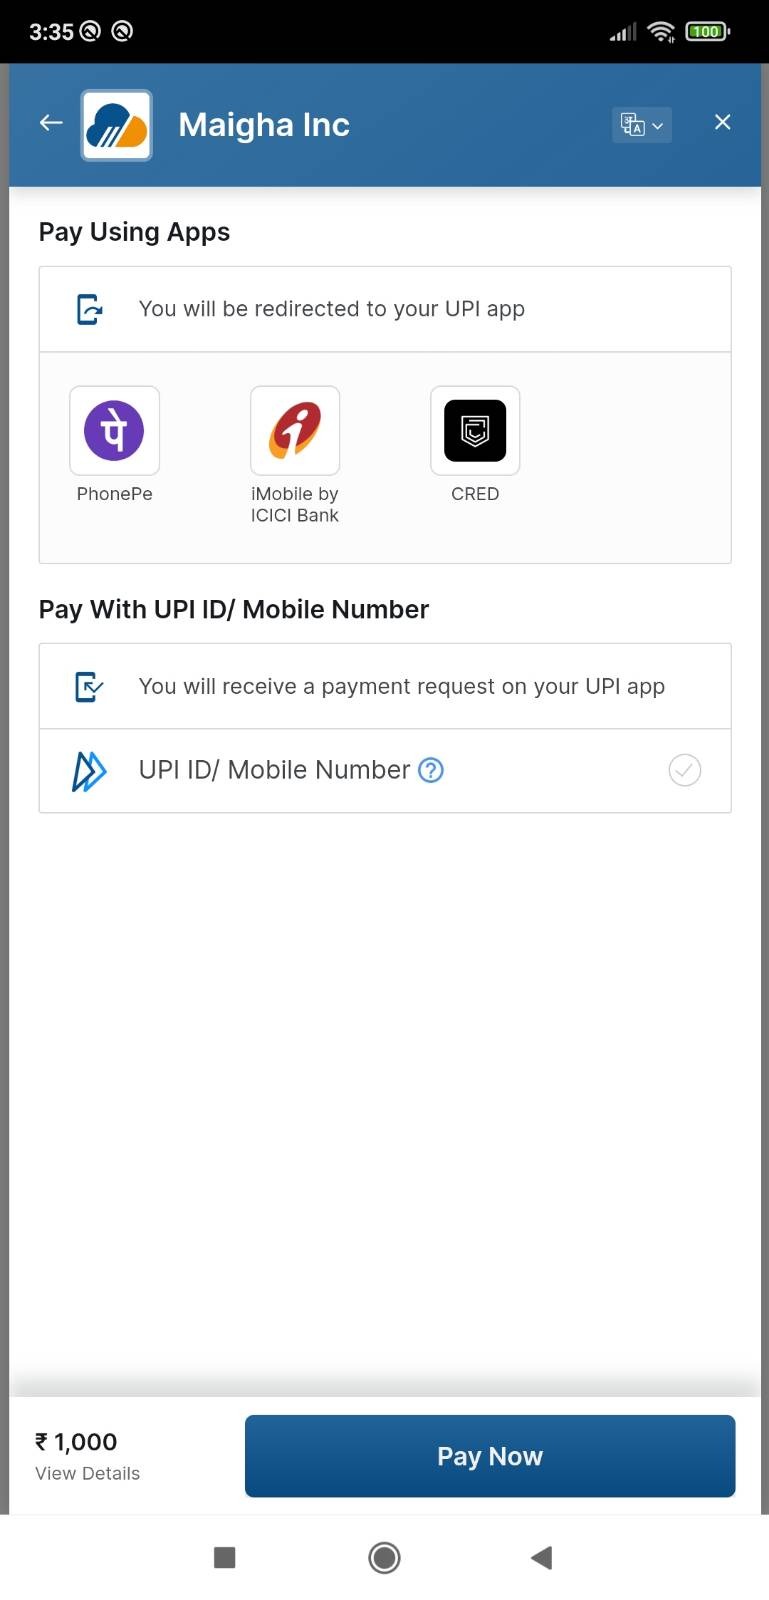 3:35
100
Maigha Inc
Pay Using Apps
You will be redirected to your UPI app
पे
PhonePe
iMobile by
ICICI Bank
CRED
Pay With UPI ID/ Mobile Number
You will receive a payment request on your UPI app
UPI ID/ Mobile Number ?
₹ 1,000
View Details
Pay Now